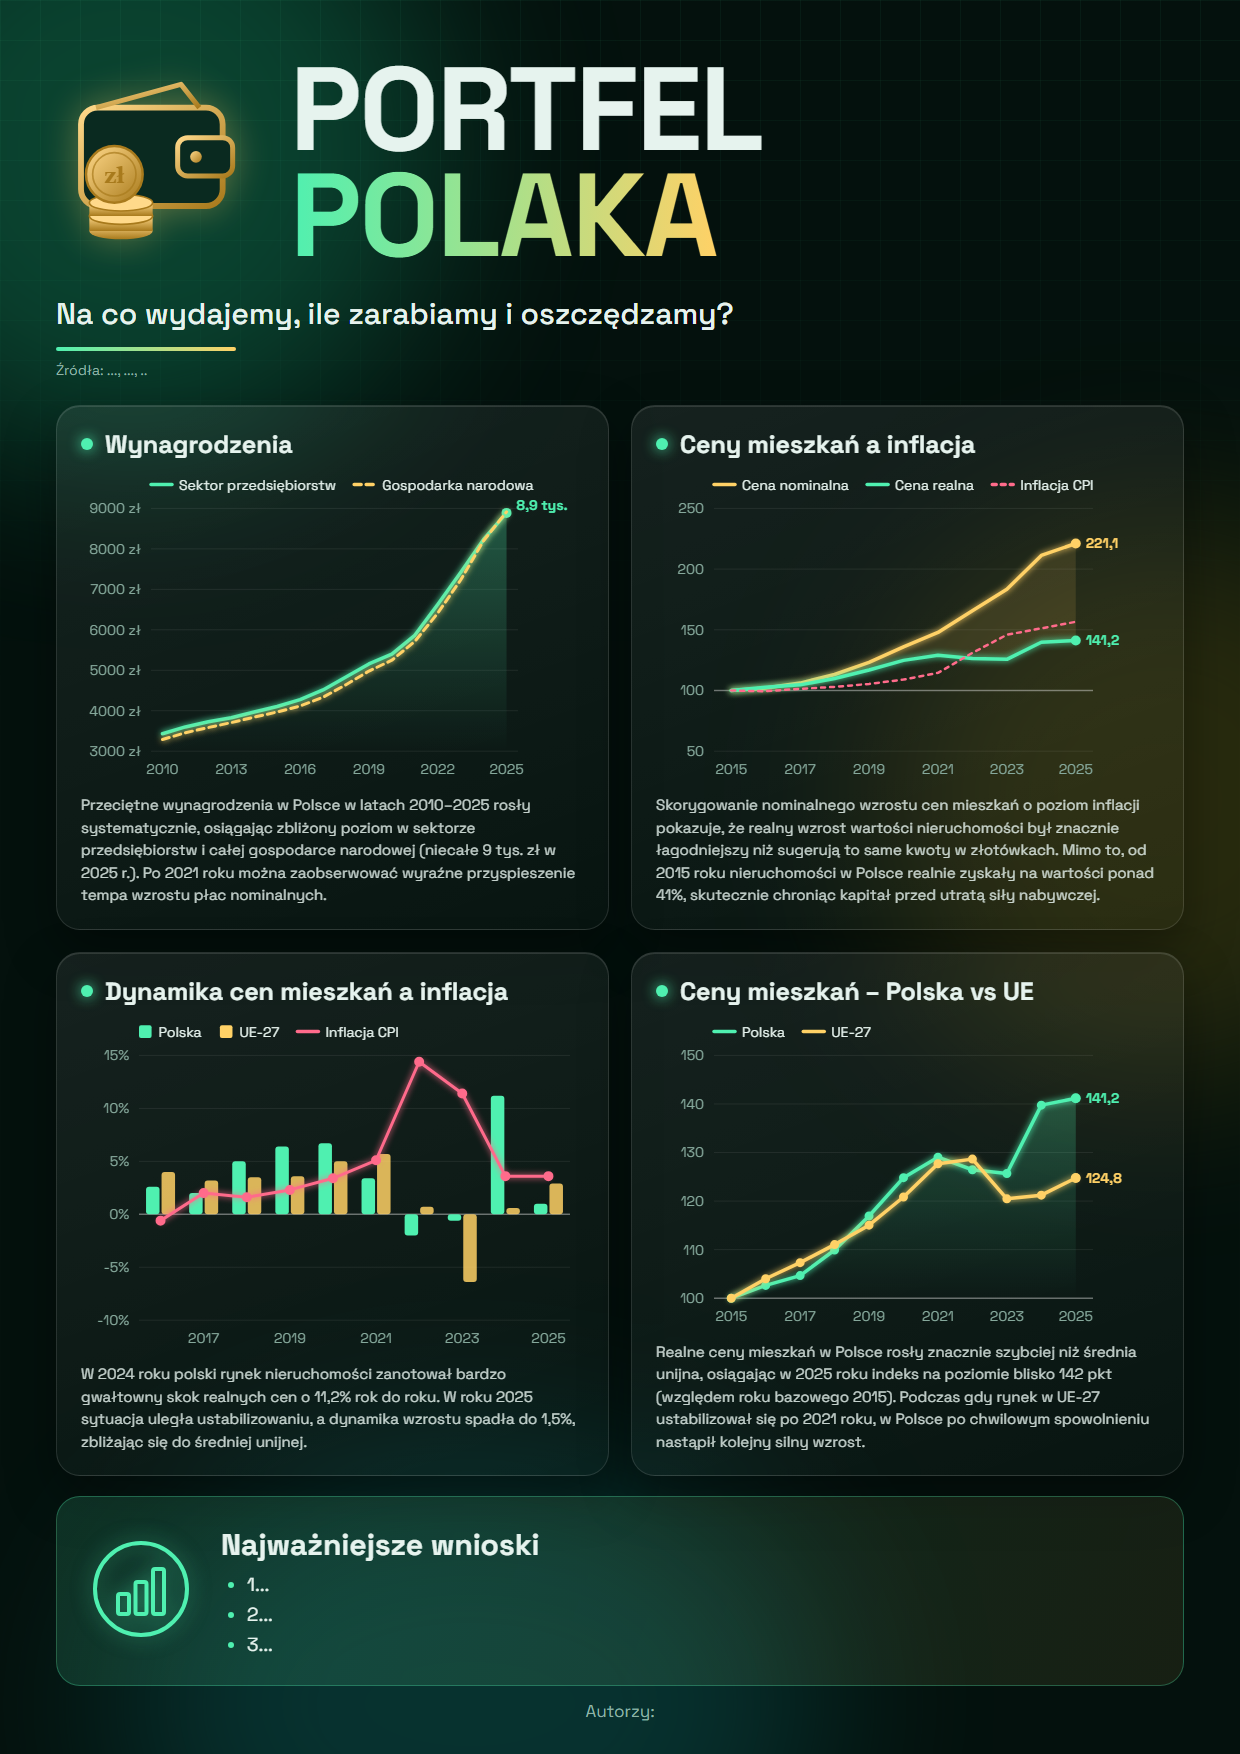 PORTFEL
POLAKA
zł
Na co wydajemy, ile zarabiamy i oszczędzamy?
Źródła: ..., ..., ..
Wynagrodzenia
Sektor przedsiębiorstw Gospodarka narodowa
8,9 tys.
9000 zł
8000 zł
7000 zł
6000 zł
5000 zł
4000 zł
3000 zł
2010 2013 2016 2019 2022 2025
Przeciętne wynagrodzenia w Polsce w latach 2010–2025 rosły
systematycznie, osiągając zbliżony poziom w sektorze
przedsiębiorstw i całej gospodarce narodowej (niecałe 9 tys. zł w
2025 r.). Po 2021 roku można zaobserwować wyraźne przyspieszenie
tempa wzrostu płac nominalnych.
Ceny mieszkań a inflacja
Cena nominalna Cena realna Inflacja CPI
250
221,1
200
150
141,2
100
50
2015 2017 2019 2021 2023 2025
Skorygowanie nominalnego wzrostu cen mieszkań o poziom inflacji
pokazuje, że realny wzrost wartości nieruchomości był znacznie
łagodniejszy niż sugerują to same kwoty w złotówkach. Mimo to, od
2015 roku nieruchomości w Polsce realnie zyskały na wartości ponad
41%, skutecznie chroniąc kapitał przed utratą siły nabywczej.
Dynamika cen mieszkań a inflacja
Polska UE-27 Inflacja CPI
15%
10%
5%
0%
-5%
-10%
2017 2019 2021 2023 2025
W 2024 roku polski rynek nieruchomości zanotował bardzo
gwałtowny skok realnych cen o 11,2% rok do roku. W roku 2025
sytuacja uległa ustabilizowaniu, a dynamika wzrostu spadła do 1,5%,
zbliżając się do średniej unijnej.
Ceny mieszkań – Polska vs UE
Polska UE-27
150
141,2
140
130
124,8
120
110
100
2015 2017 2019 2021 2023 2025
Realne ceny mieszkań w Polsce rosły znacznie szybciej niż średnia
unijna, osiągając w 2025 roku indeks na poziomie blisko 142 pkt
(względem roku bazowego 2015). Podczas gdy rynek w UE-27
ustabilizował się po 2021 roku, w Polsce po chwilowym spowolnieniu
nastąpił kolejny silny wzrost.
Najważniejsze wnioski
• 1...
• 2...
• 3...
Autorzy: